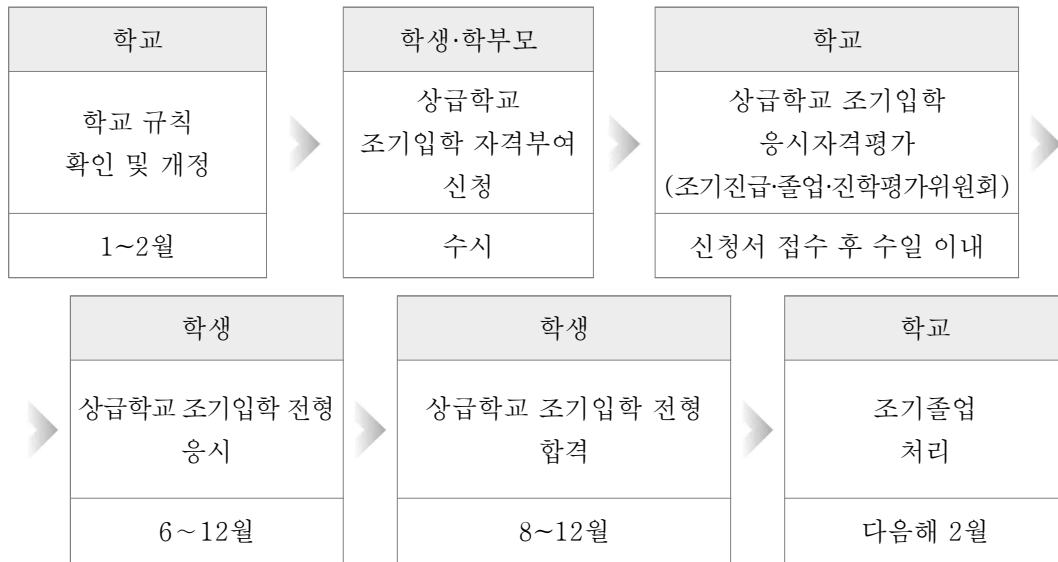 학교
학교 규칙
확인 및 개정
1~2월
학생·학부모
상급학교
조기입학 자격부여
신청
수시
학교
상급학교 조기입학
응시자격평가
(조기진급·졸업·진학평가위원회)
신청서 접수 후 수일 이내
학생
상급학교 조기입학 전형
응시
6～12월
학생
상급학교 조기입학 전형
합격
8~12월
학교
조기졸업
처리
다음해 2월